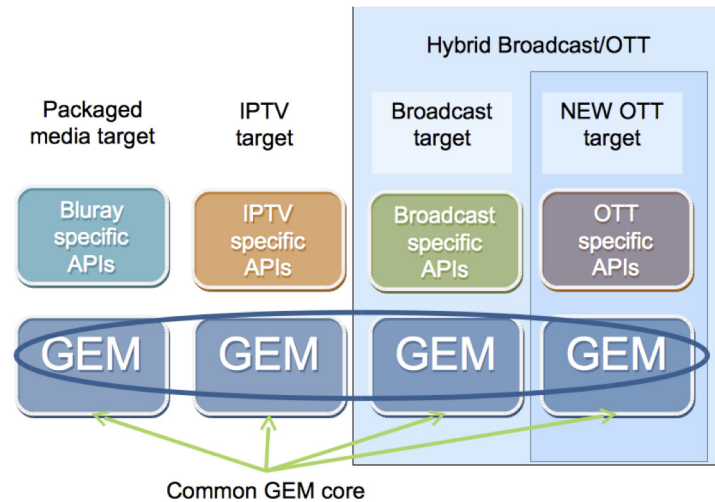 Hybrid Broadcast/OTT
Packaged
media target
IPTV
target
Broadcast
target
NEW OTT
target
Bluray
specific
APIs
IPTV
specific
APIs
Broadcast
specific
APIs
OTT
specific
APIs
GEM
GEM
GEM
GEM
Common GEM core